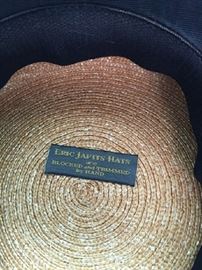 ERIC JAVITS HATS
BLOCKED and TRIMMED
by HAND